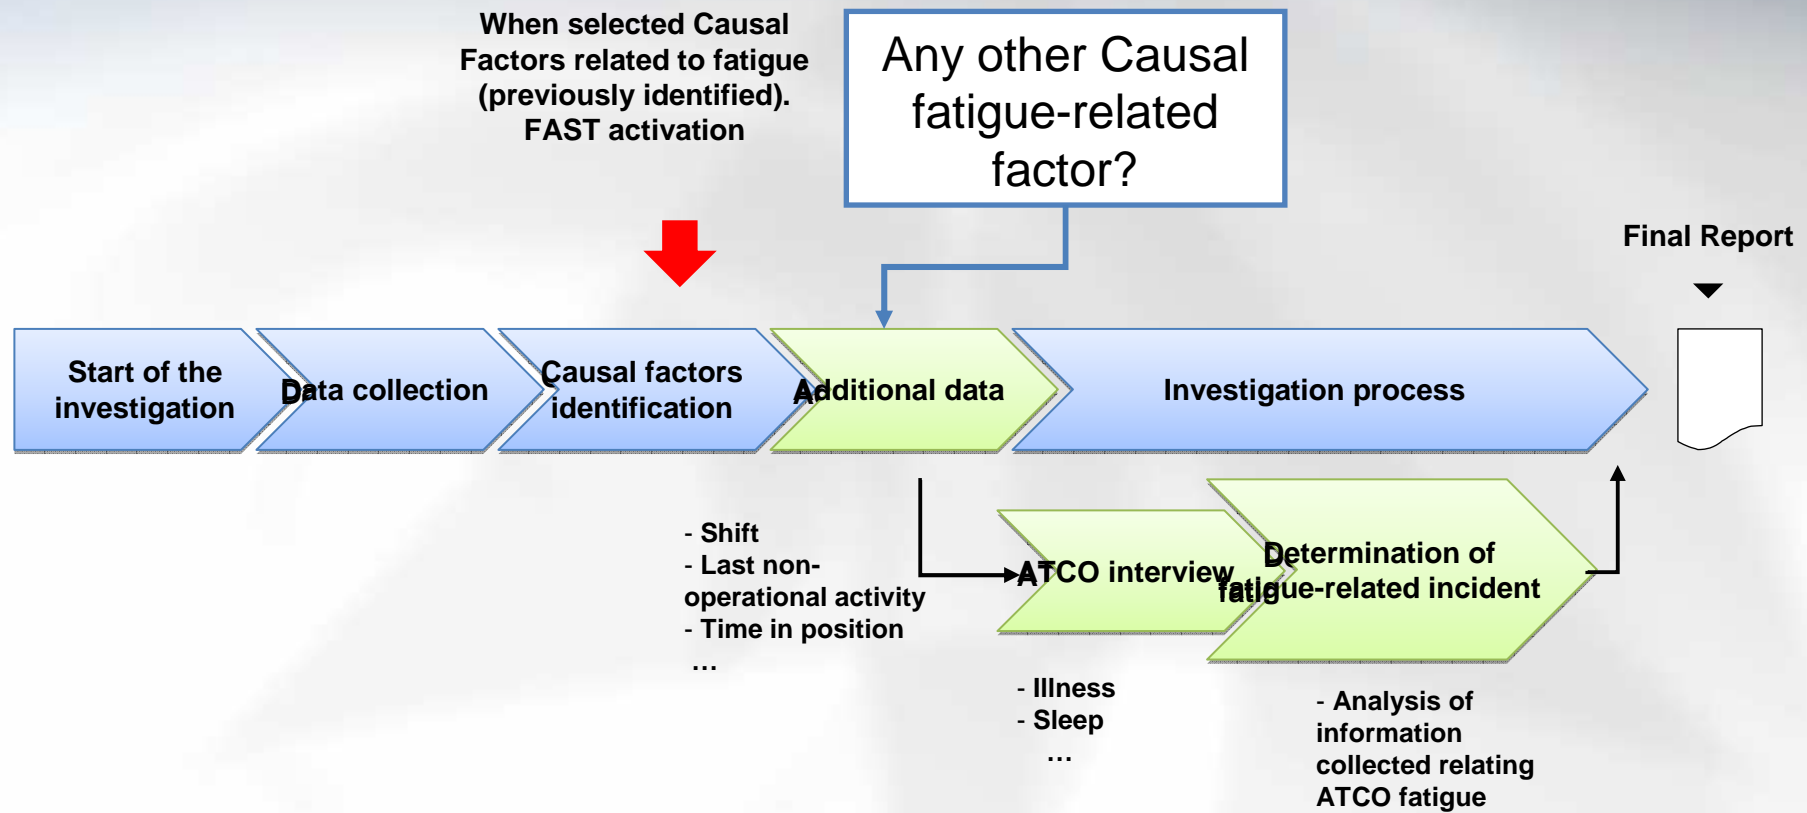 When selected Causal
Factors related to fatigue
(previously identified).
FAST activation
Any other Causal
fatigue-related
factor?
Final Report
Start of the
investigation
Data collection
Causal factors
identification
Additional data
Investigation process
- Shift
- Last non-
operational activity
- Time in position
...
ATCO interview
Determination of
fatigue-related incident
- Illness
- Sleep
...
- Analysis of
information
collected relating
ATCO fatigue